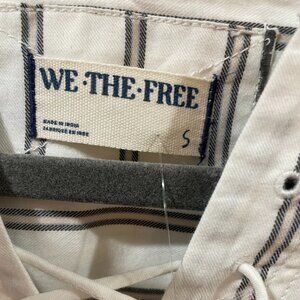 WE·THE·FREE
MADE IN INDIA
FABRIQUÉ EN INDE
S